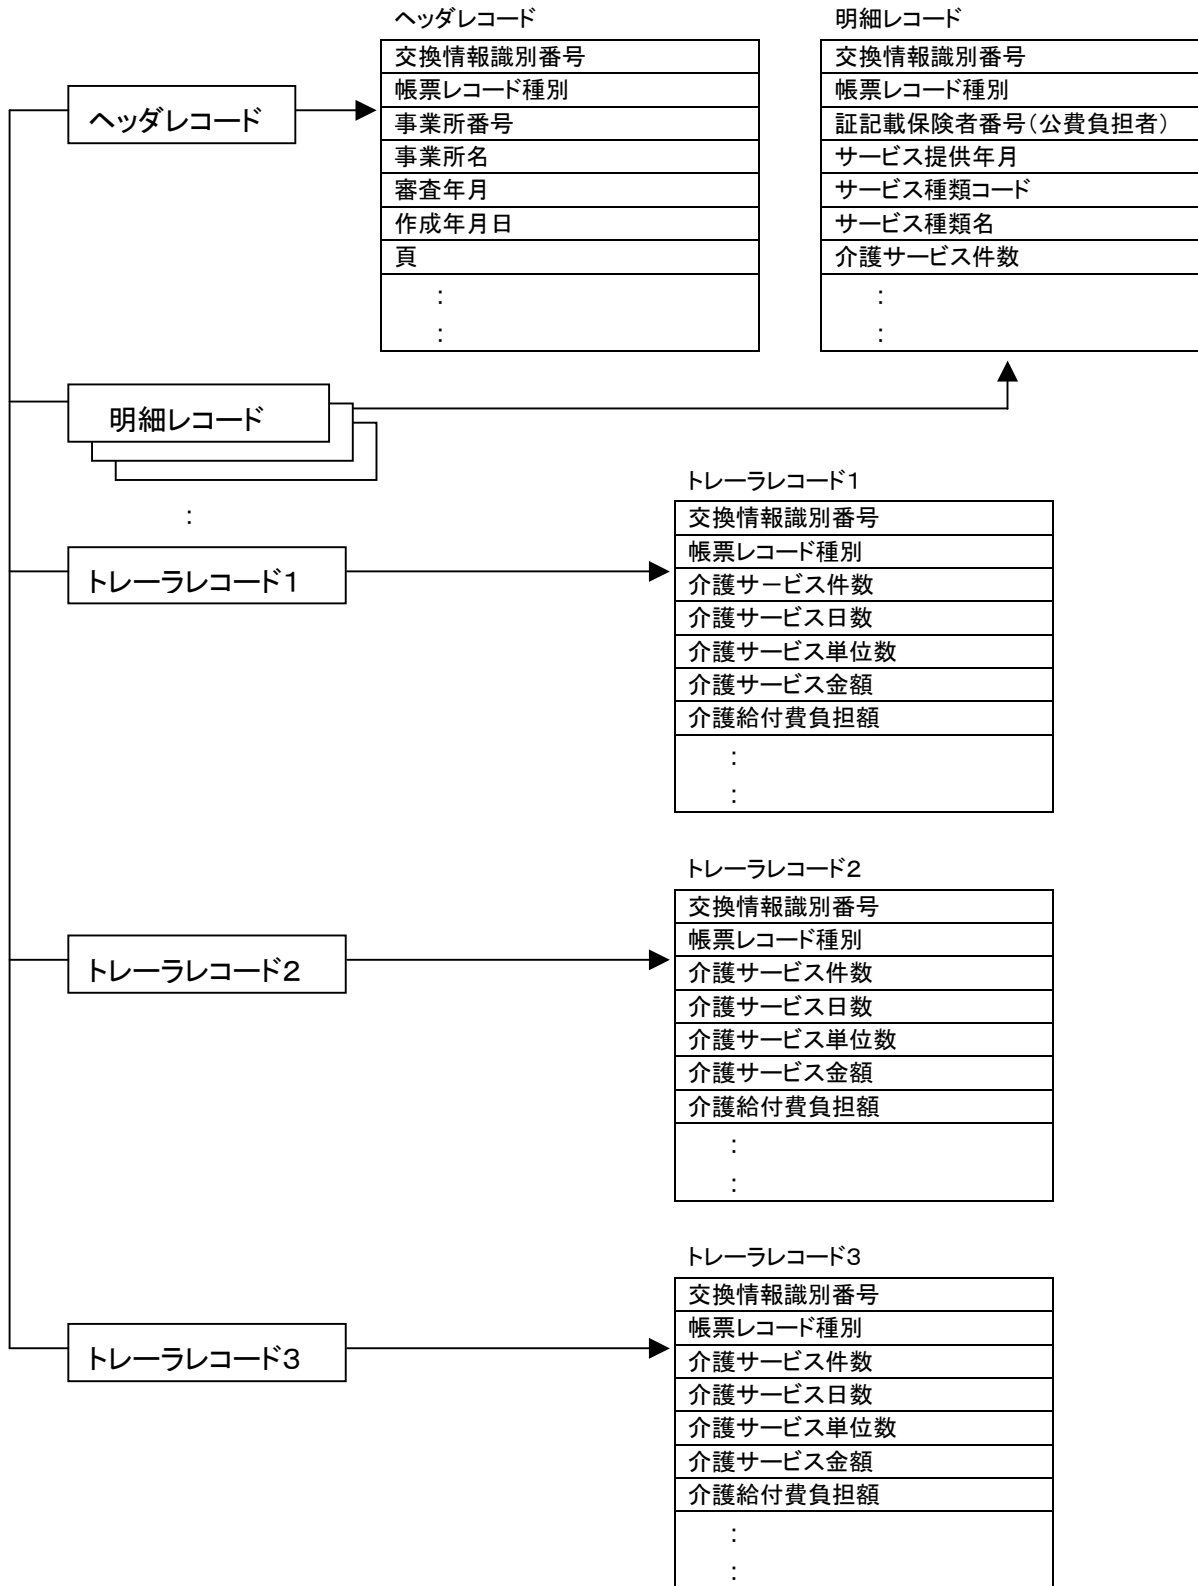 ヘッダレコード
ヘッダレコード
交換情報識別番号
帳票レコード種別
事業所番号
事業所名
審査年月
作成年月日
頁
:
:
明細レコード
交換情報識別番号
帳票レコード種別
証記載保険者番号(公費負担者)
サービス提供年月
サービス種類コード
サービス種類名
介護サービス件数
:
:
明細レコード
:
トレーラレコード1
トレーラレコード1
交換情報識別番号
帳票レコード種別
介護サービス件数
介護サービス日数
介護サービス単位数
介護サービス金額
介護給付費負担額
:
:
トレーラレコード2
トレーラレコード2
交換情報識別番号
帳票レコード種別
介護サービス件数
介護サービス日数
介護サービス単位数
介護サービス金額
介護給付費負担額
:
:
トレーラレコード3
トレーラレコード3
交換情報識別番号
帳票レコード種別
介護サービス件数
介護サービス日数
介護サービス単位数
介護サービス金額
介護給付費負担額
:
: